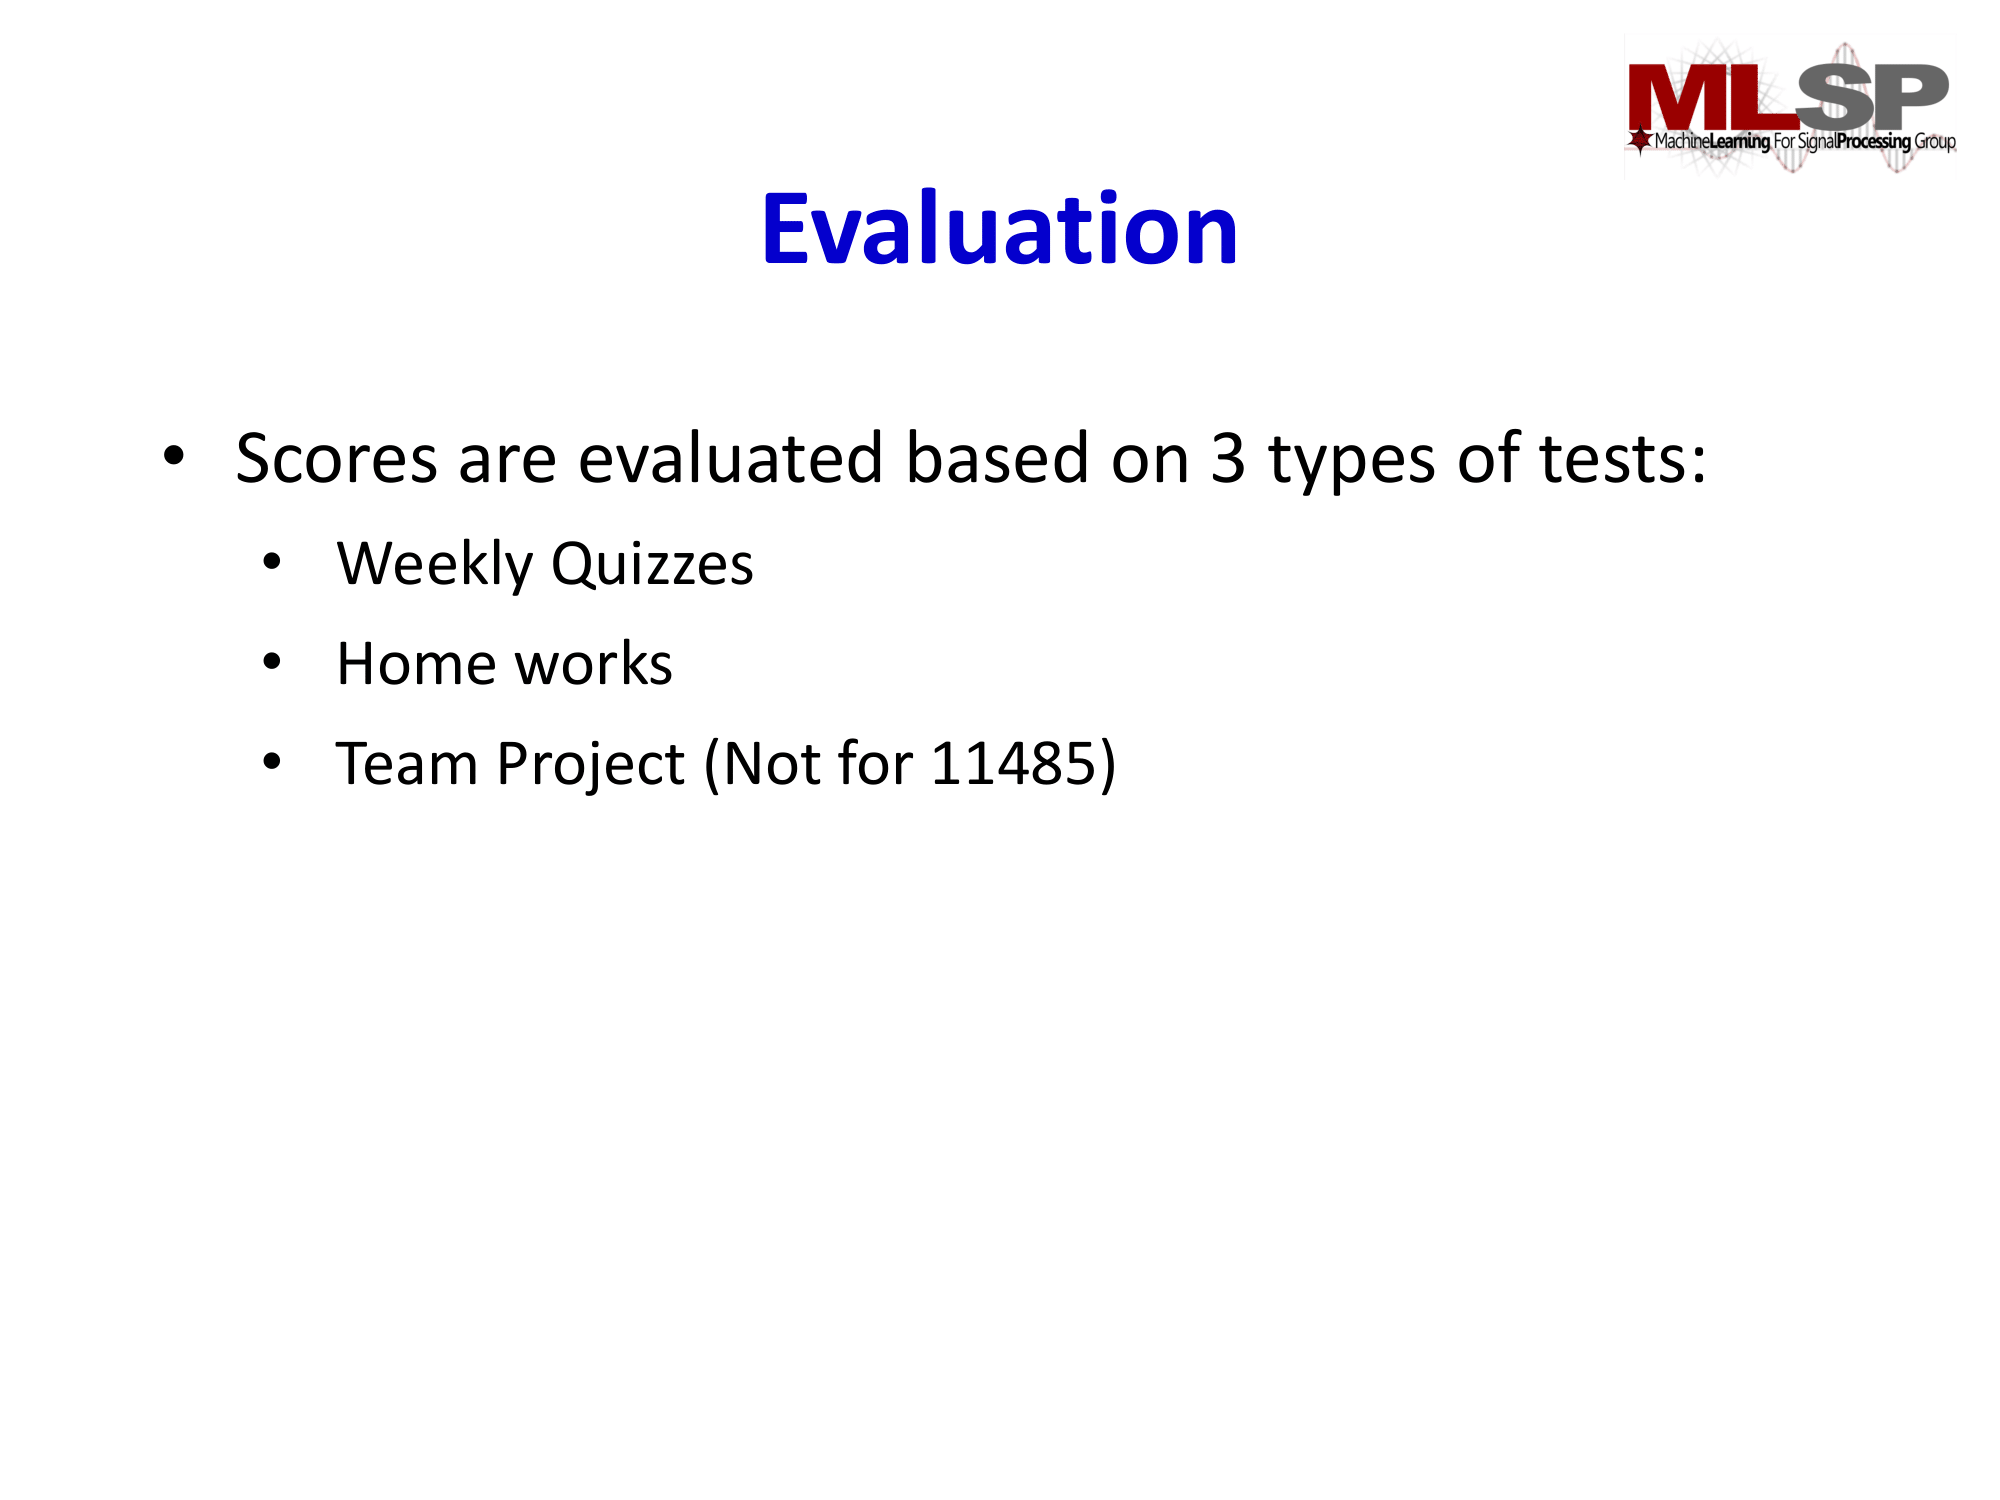 MLSP
MachineLearning For SignalProcessing Group
Evaluation
• Scores are evaluated based on 3 types of tests:
• Weekly Quizzes
• Home works
• Team Project (Not for 11485)